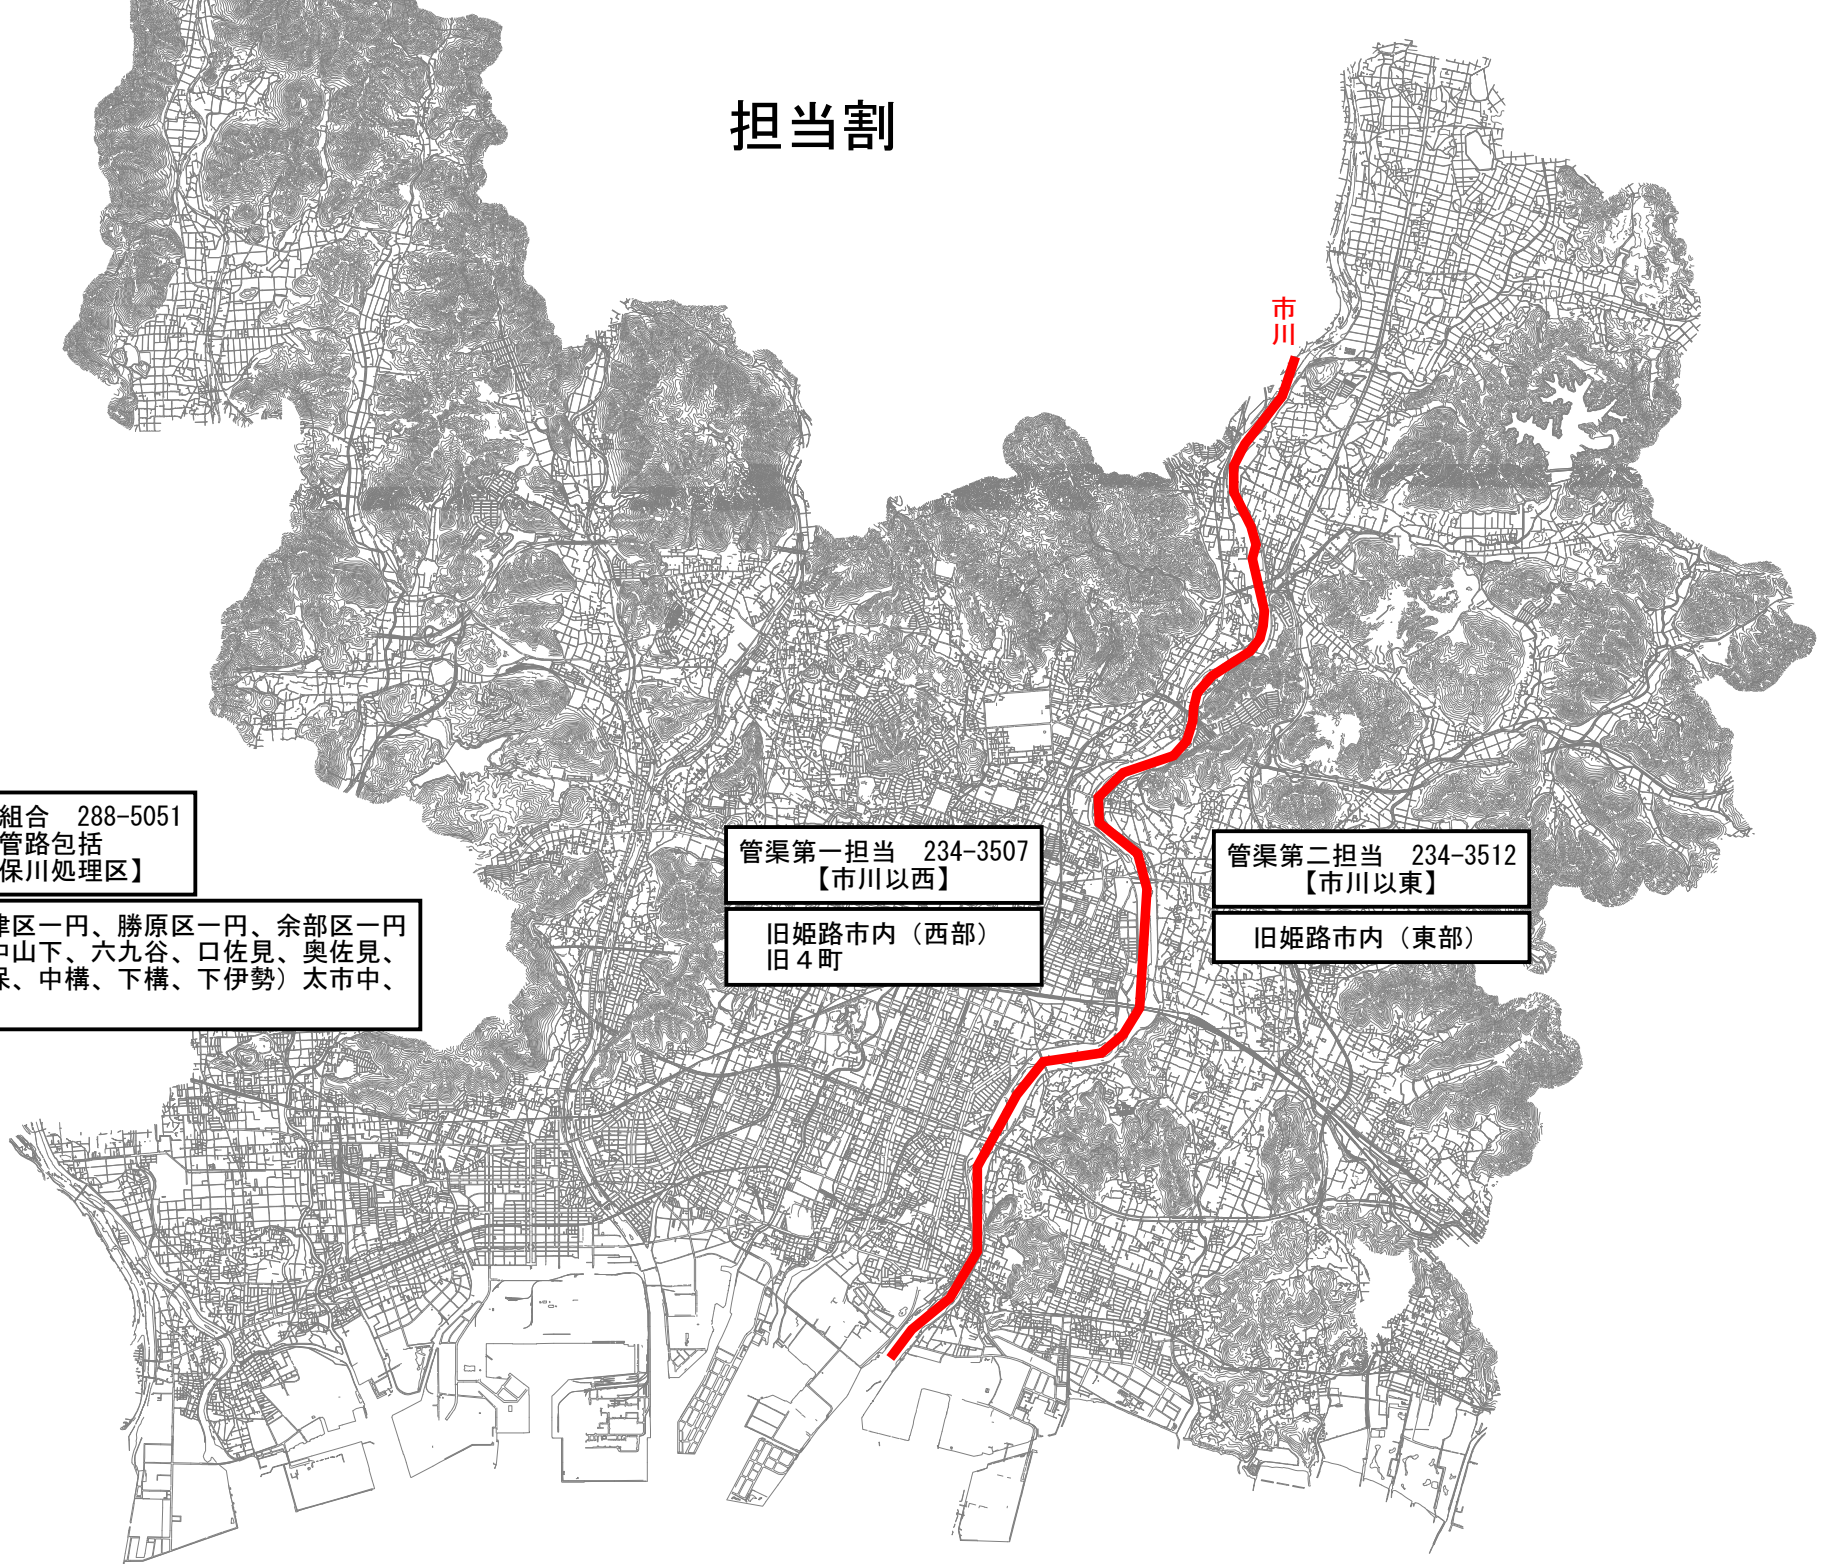 担当割
市川
組合　288-5051
管路包括
保川処理区】
津区一円、勝原区一円、余部区一円
中山下、六九谷、口佐見、奥佐見、
保、中構、下構、下伊勢）太市中、
管渠第一担当　234-3507
【市川以西】
旧姫路市内（西部）
旧４町
管渠第二担当　234-3512
【市川以東】
旧姫路市内（東部）